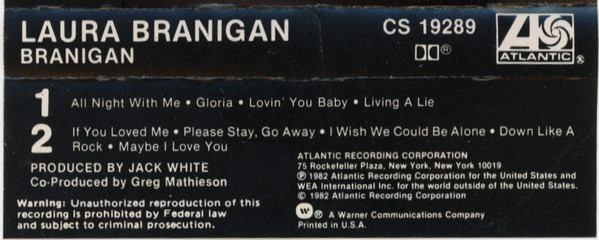 LAURA BRANIGAN
BRANIGAN
CS 19289
ATLANTIC®
1 All Night With Me • Gloria • Lovin' You Baby • Living A Lie
2 If You Loved Me • Please Stay, Go Away • I Wish We Could Be Alone • Down Like A
Rock • Maybe I Love You
PRODUCED BY JACK WHITE
Co-Produced by Greg Mathieson
Warning: Unauthorized reproduction of this
recording is prohibited by Federal law
and subject to criminal prosecution.
ATLANTIC RECORDING CORPORATION
75 Rockefeller Plaza, New York, New York 10019
℗ 1982 Atlantic Recording Corporation for the United States and
WEA International Inc. for the world outside of the United States.
© 1982 Atlantic Recording Corporation
® A Warner Communications Company
Printed in U.S.A.